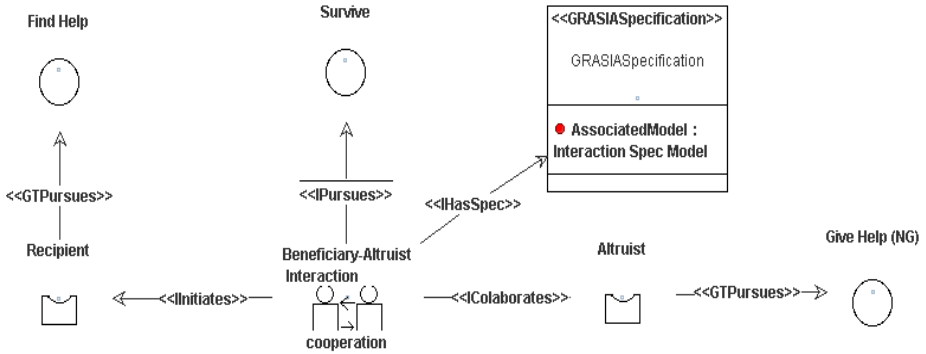 Find Help
Survive
<<GRASIASpecification>>
GRASIASpecification
AssociatedModel :
Interaction Spec Model
<<GTPursues>>
<<IPursues>>
<<IHasSpec>>
Recipient
Beneficiary-Altruist
Interaction
Altruist
Give Help (NG)
<<IInitiates>>
<<IColaborates>>
<<GTPursues>>
cooperation